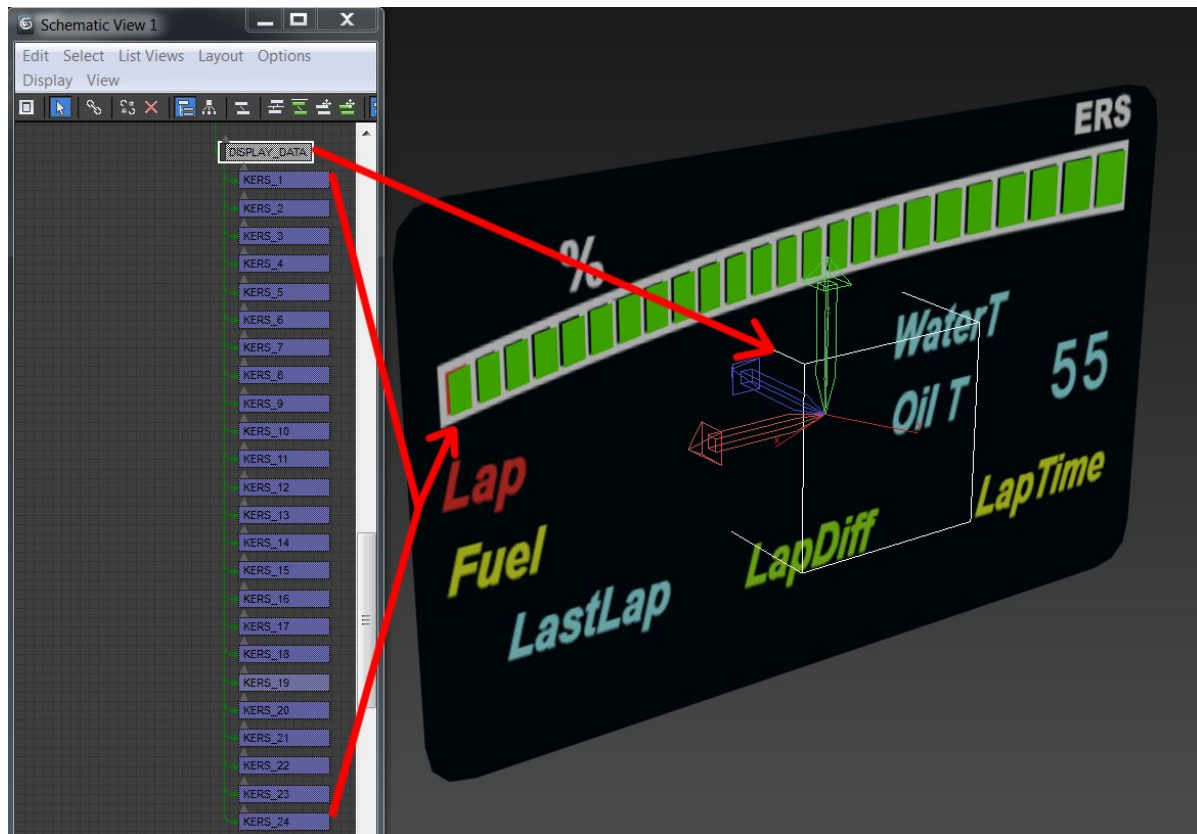 Schematic View 1
Edit Select List Views Layout Options
Display View
DISPLAY_DATA
KERS_1
KERS_2
KERS_3
KERS_4
KERS_5
KERS_6
KERS_7
KERS_8
KERS_9
KERS_10
KERS_11
KERS_12
KERS_13
KERS_14
KERS_15
KERS_16
KERS_17
KERS_18
KERS_19
KERS_20
KERS_21
KERS_22
KERS_23
KERS_24
ERS
%
WaterT
Oil T
55
Lap
LapTime
Fuel
LapDiff
LastLap